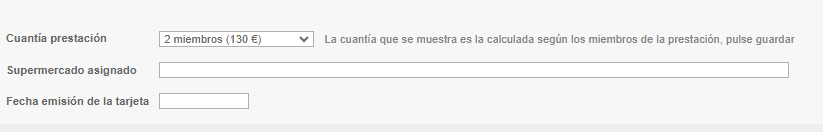 Cuantía prestación 2 miembros (130 €) La cuantía que se muestra es la calculada según los miembros de la prestación, pulse guardar
Supermercado asignado
Fecha emisión de la tarjeta